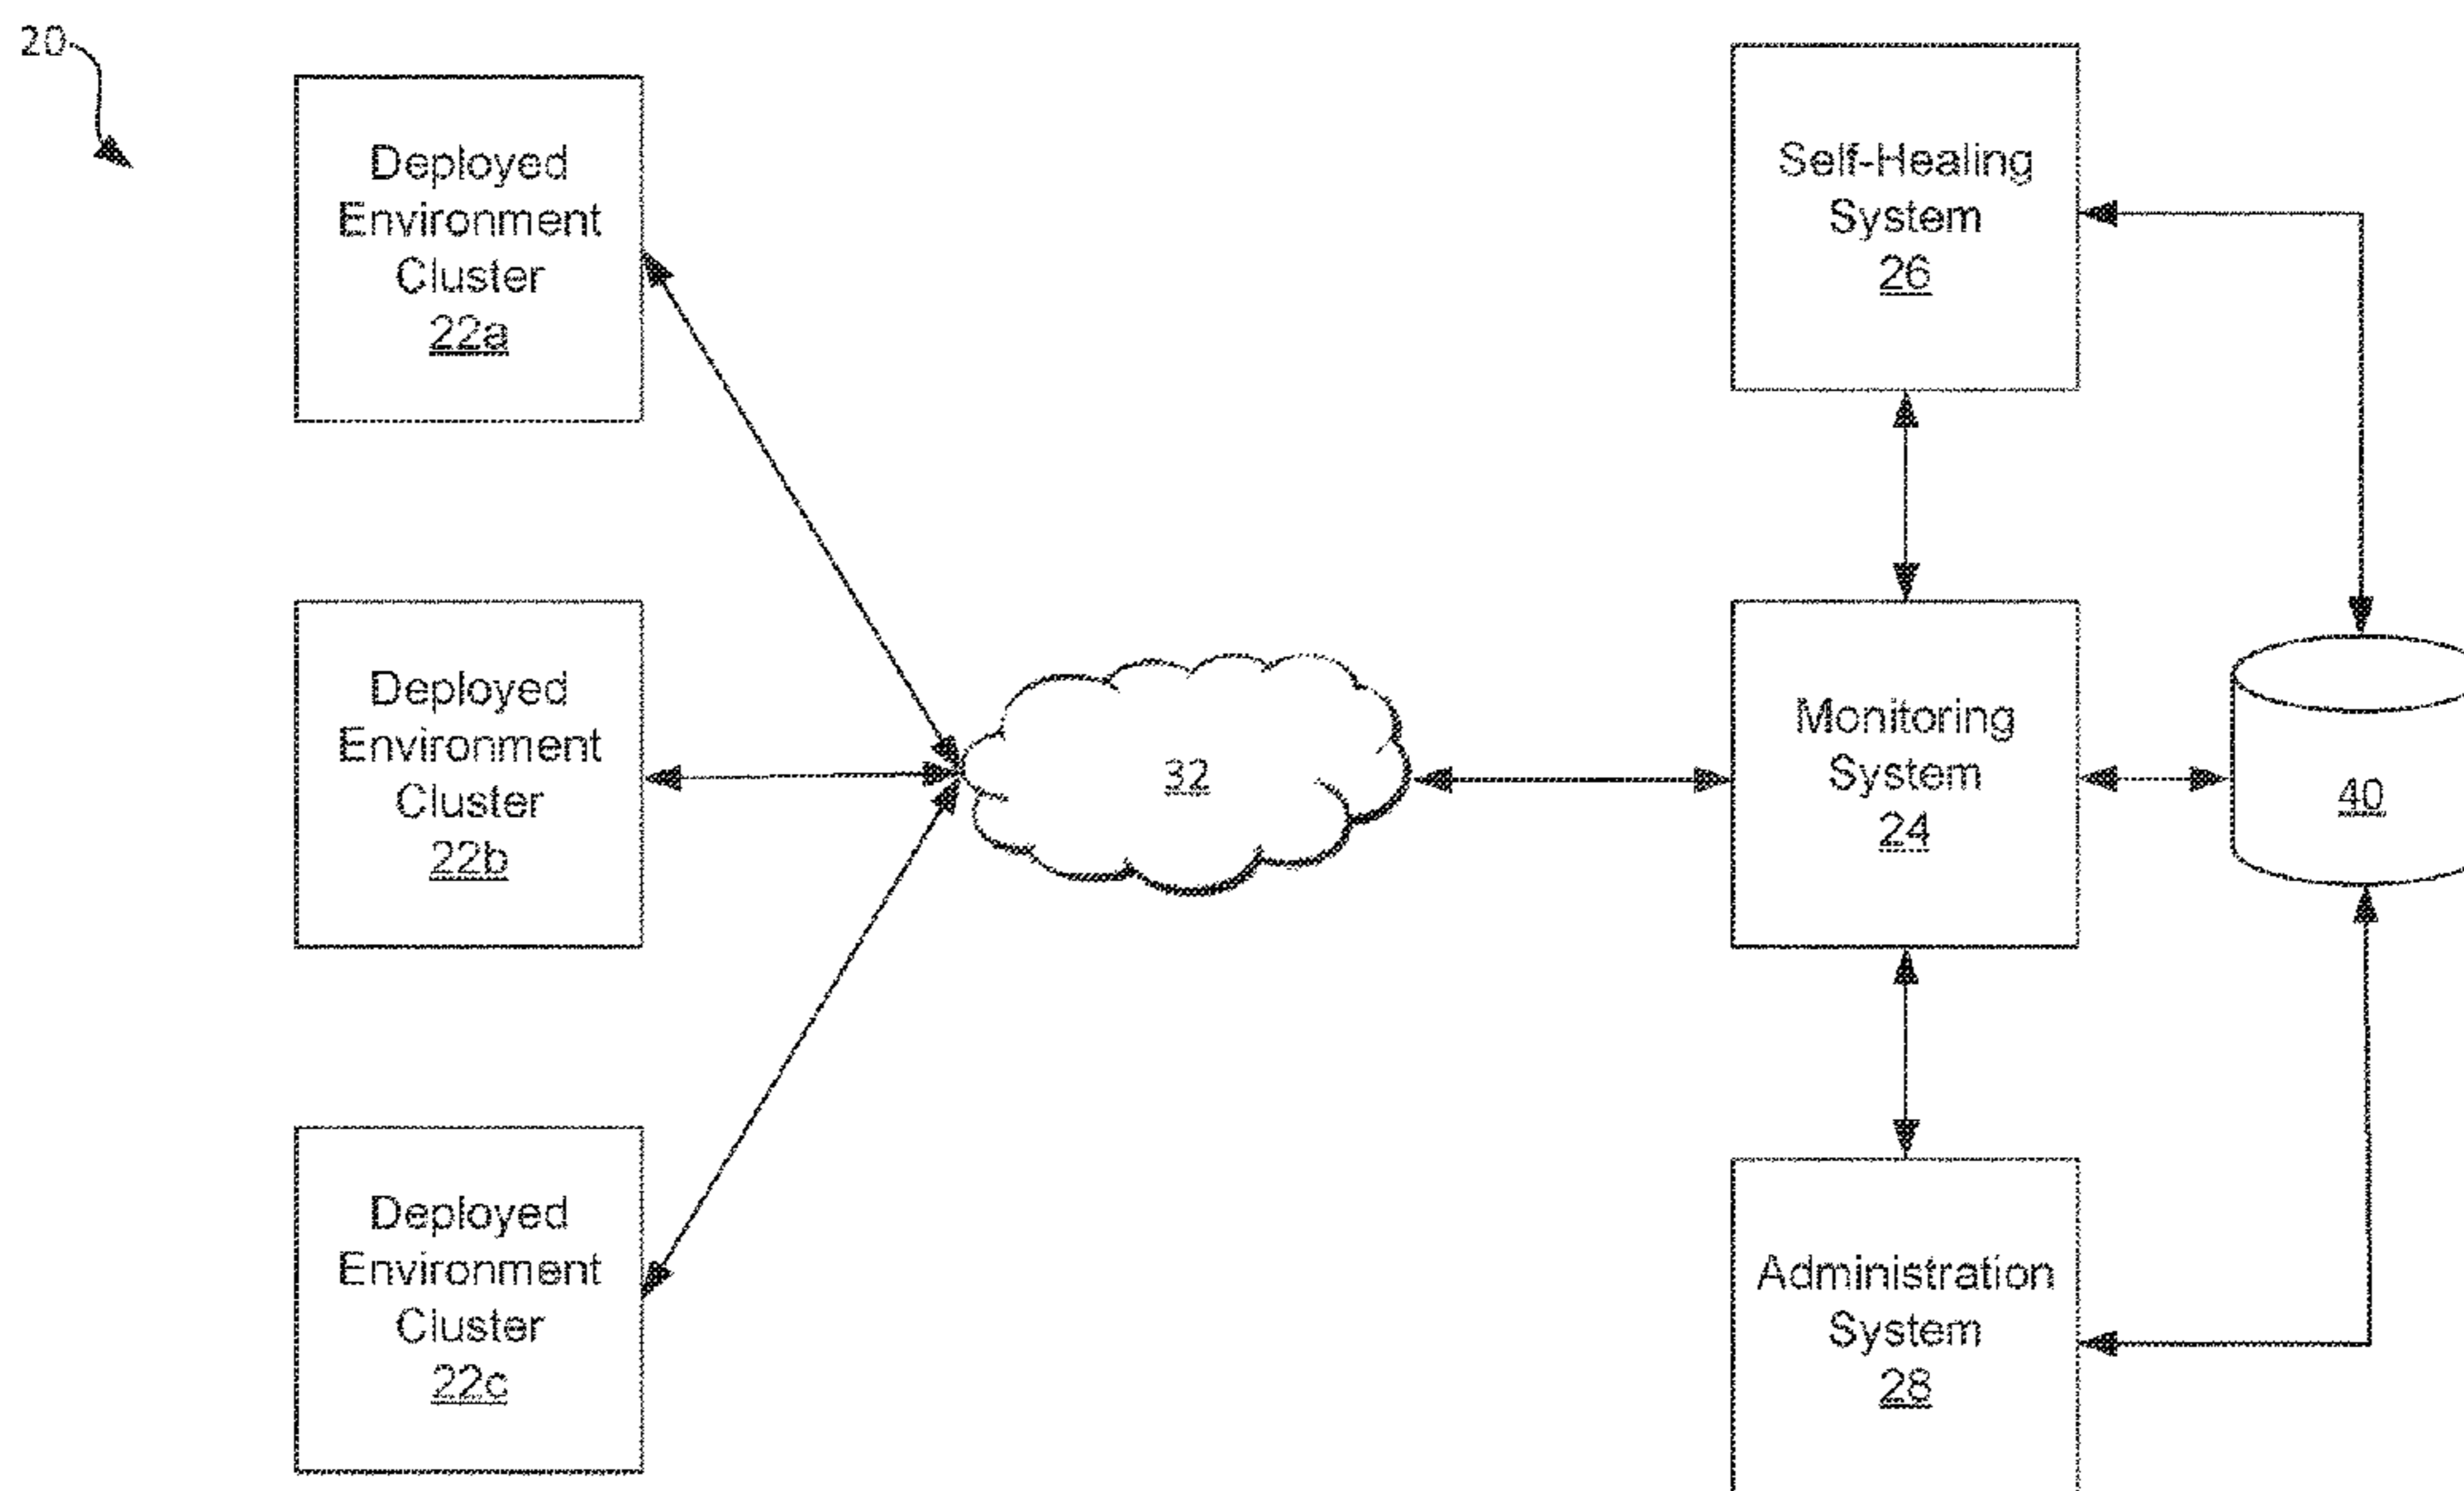 20
Deployed
Environment
Cluster
22a
Self-Healing
System
26
Deployed
Environment
Cluster
22b
32
Monitoring
System
24
40
Deployed
Environment
Cluster
22c
Administration
System
28